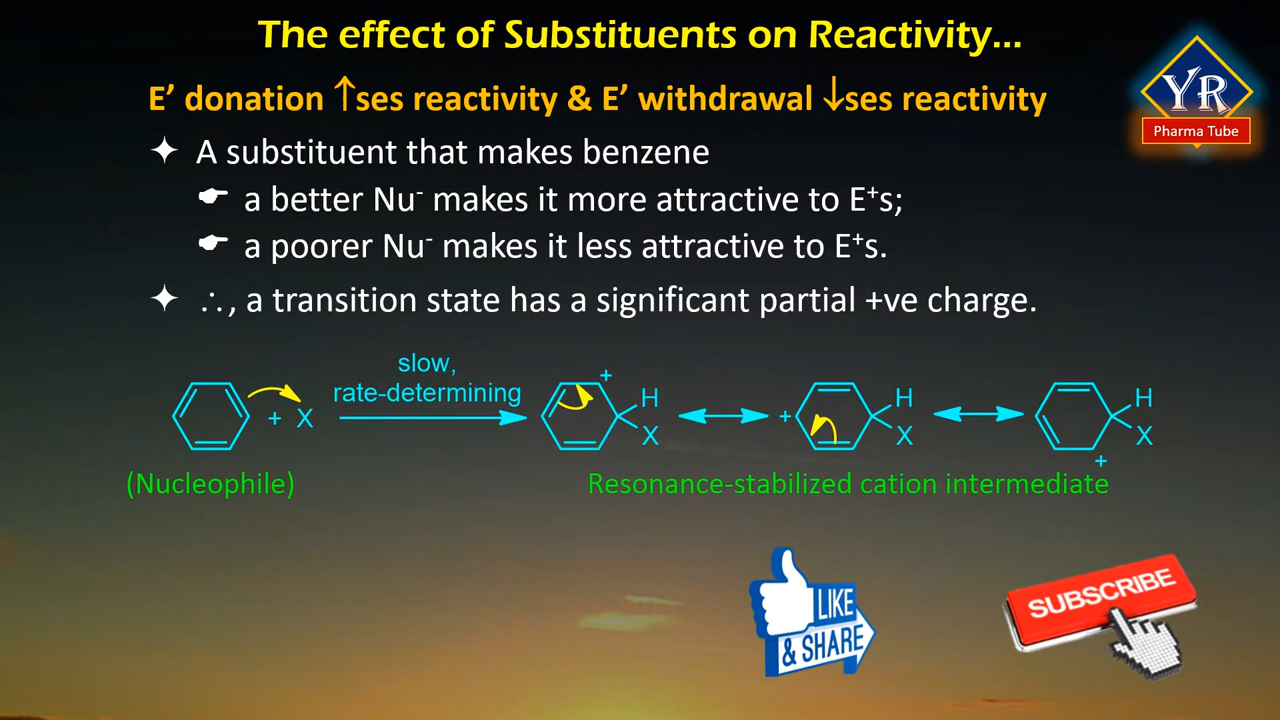 The effect of Substituents on Reactivity...
YR
Pharma Tube
E’ donation ↑ses reactivity & E’ withdrawal ↓ses reactivity
✦ A substituent that makes benzene
☛ a better Nu⁻ makes it more attractive to E⁺s;
☛ a poorer Nu⁻ makes it less attractive to E⁺s.
✦ ∴, a transition state has a significant partial +ve charge.
slow,
rate-determining
+ X
+ H X
+ H X
H X +
(Nucleophile)
Resonance-stabilized cation intermediate
LIKE
& SHARE
SUBSCRIBE